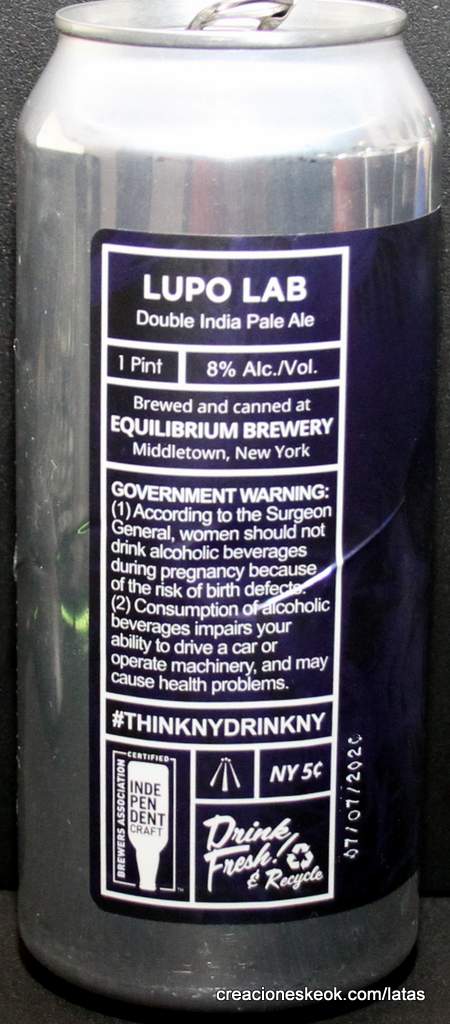 LUPO LAB
Double India Pale Ale
1 Pint
8% Alc./Vol.
Brewed and canned at
EQUILIBRIUM BREWERY
Middletown, New York
GOVERNMENT WARNING:
(1) According to the Surgeon
General, women should not
drink alcoholic beverages
during pregnancy because
of the risk of birth defects.
(2) Consumption of alcoholic
beverages impairs your
ability to drive a car or
operate machinery, and may
cause health problems.
#THINKNYDRINKNY
CERTIFIED
BREWERS ASSOCIATION
INDE
PEN
DENT
CRAFT
TM
NY 5¢
Drink
Fresh!
& Recycle
07/07/2020
creacioneskeok.com/latas